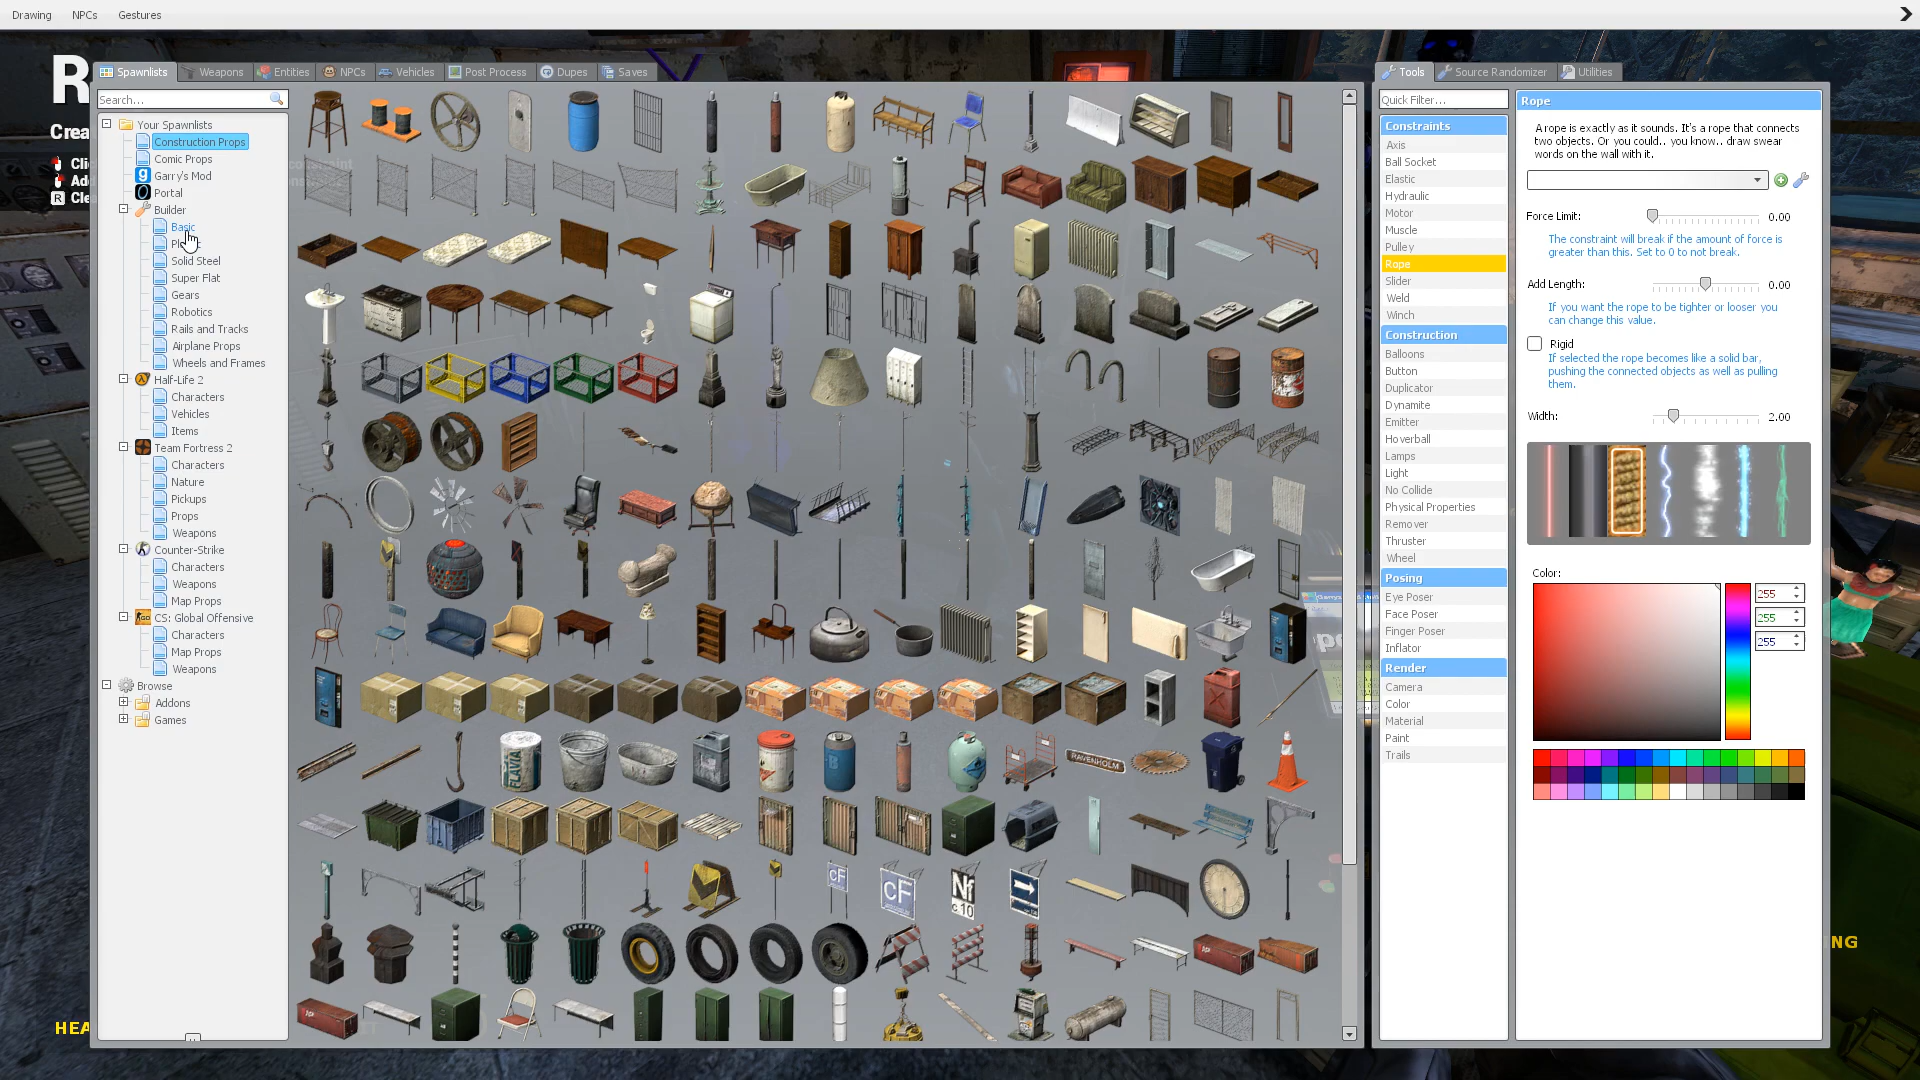 Drawing NPCs Gestures
R
Spawnlists Weapons Entities NPCs Vehicles Post Process Dupes Saves
Tools Source Randomizer Utilities
Search...
Your Spawnlists
Construction Props
Comic Props
Garry's Mod
Portal
Builder
Basic
Solid Steel
Super Flat
Gears
Robotics
Rails and Tracks
Airplane Props
Wheels and Frames
Half-Life 2
Characters
Vehicles
Items
Team Fortress 2
Characters
Nature
Pickups
Props
Weapons
Counter-Strike
Characters
Weapons
Map Props
CS: Global Offensive
Characters
Map Props
Weapons
Browse
Addons
Games
RAVENHOLM
cF
cF
Nf
c 10
Quick Filter...
Constraints
Axis
Ball Socket
Elastic
Hydraulic
Motor
Muscle
Pulley
Rope
Slider
Weld
Winch
Construction
Balloons
Button
Duplicator
Dynamite
Emitter
Hoverball
Lamps
Light
No Collide
Physical Properties
Remover
Thruster
Wheel
Posing
Eye Poser
Face Poser
Finger Poser
Inflator
Render
Camera
Color
Material
Paint
Trails
Rope
A rope is exactly as it sounds. It's a rope that connects
two objects. Or you could.. you know.. draw swear
words on the wall with it.
Force Limit: 0.00
The constraint will break if the amount of force is
greater than this. Set to 0 to not break.
Add Length: 0.00
If you want the rope to be tighter or looser you
can change this value.
Rigid
If selected the rope becomes like a solid bar,
pushing the connected objects as well as pulling
them.
Width: 2.00
Color:
255
255
255
Crea
Clic
Add
R Cle
HEA
NG